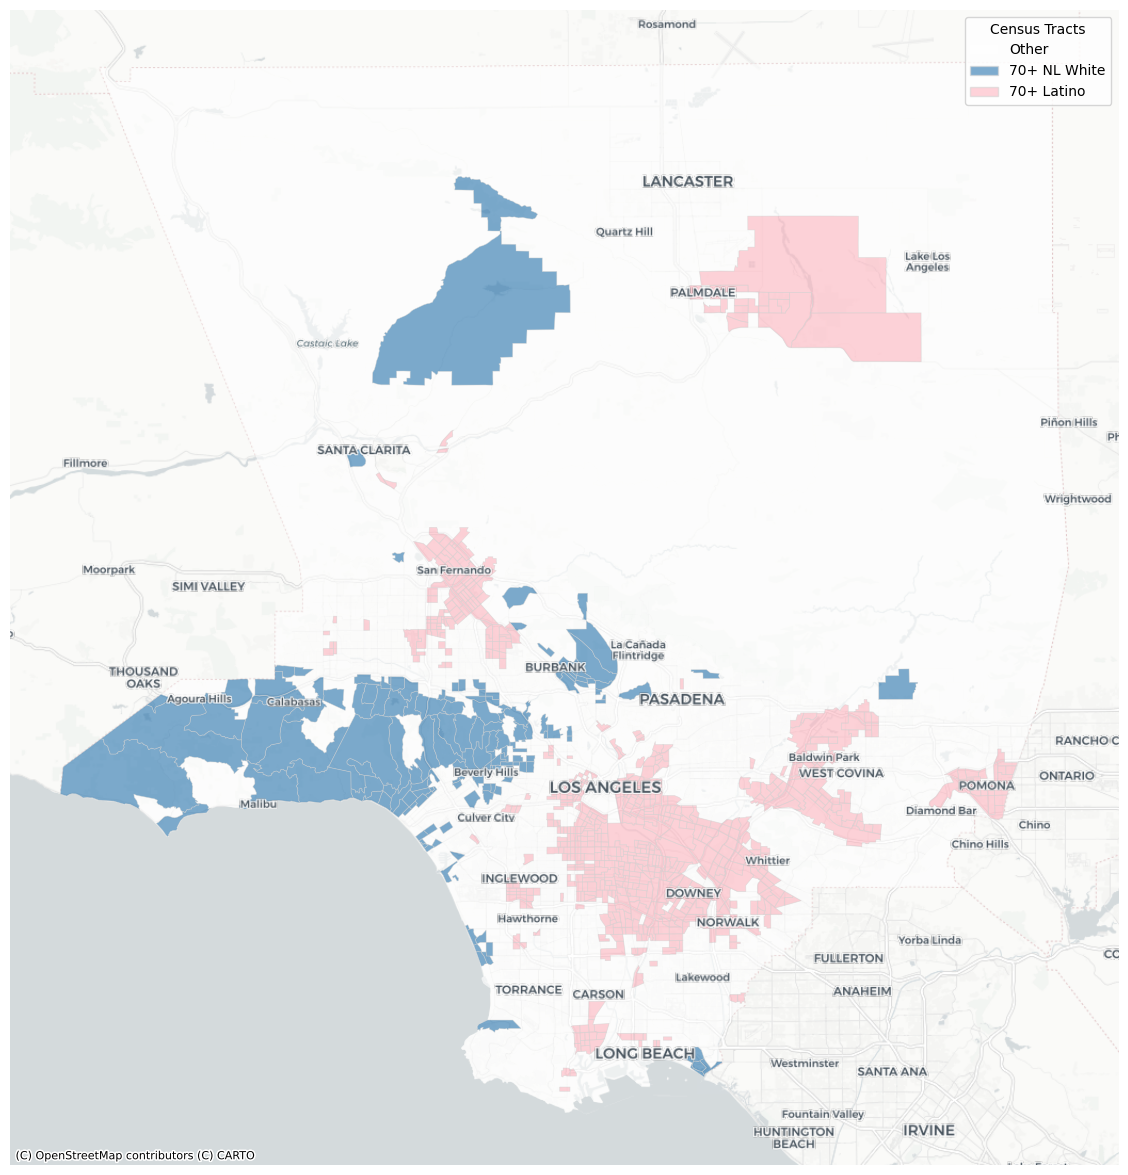 Census Tracts
Other
70+ NL White
70+ Latino
Rosamond
LANCASTER
Quartz Hill
Lake Los
Angeles
PALMDALE
Castaic Lake
Piñon Hills
SANTA CLARITA
Fillmore
Wrightwood
Moorpark
San Fernando
SIMI VALLEY
La Cañada
Flintridge
BURBANK
THOUSAND
OAKS
Agoura Hills
Calabasas
PASADENA
RANCHO C
Baldwin Park
WEST COVINA
ONTARIO
Beverly Hills
LOS ANGELES
POMONA
Malibu
Diamond Bar
Culver City
Chino
Chino Hills
Whittier
INGLEWOOD
DOWNEY
Hawthorne
NORWALK
Yorba Linda
FULLERTON
Lakewood
TORRANCE
CARSON
ANAHEIM
LONG BEACH
Westminster
SANTA ANA
Fountain Valley
HUNTINGTON
BEACH
IRVINE
(C) OpenStreetMap contributors (C) CARTO